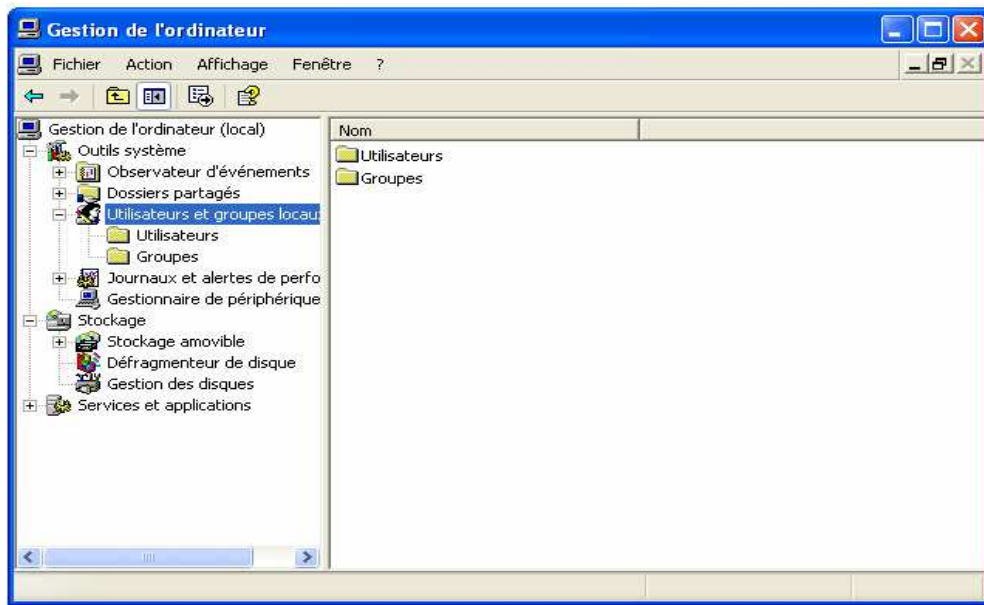 Gestion de l'ordinateur
Fichier Action Affichage Fenêtre ?
Gestion de l'ordinateur (local)
Outils système
Observateur d'événements
Dossiers partagés
Utilisateurs et groupes locau
Utilisateurs
Groupes
Journaux et alertes de perfo
Gestionnaire de périphérique
Stockage
Stockage amovible
Défragmenteur de disque
Gestion des disques
Services et applications
Nom
Utilisateurs
Groupes